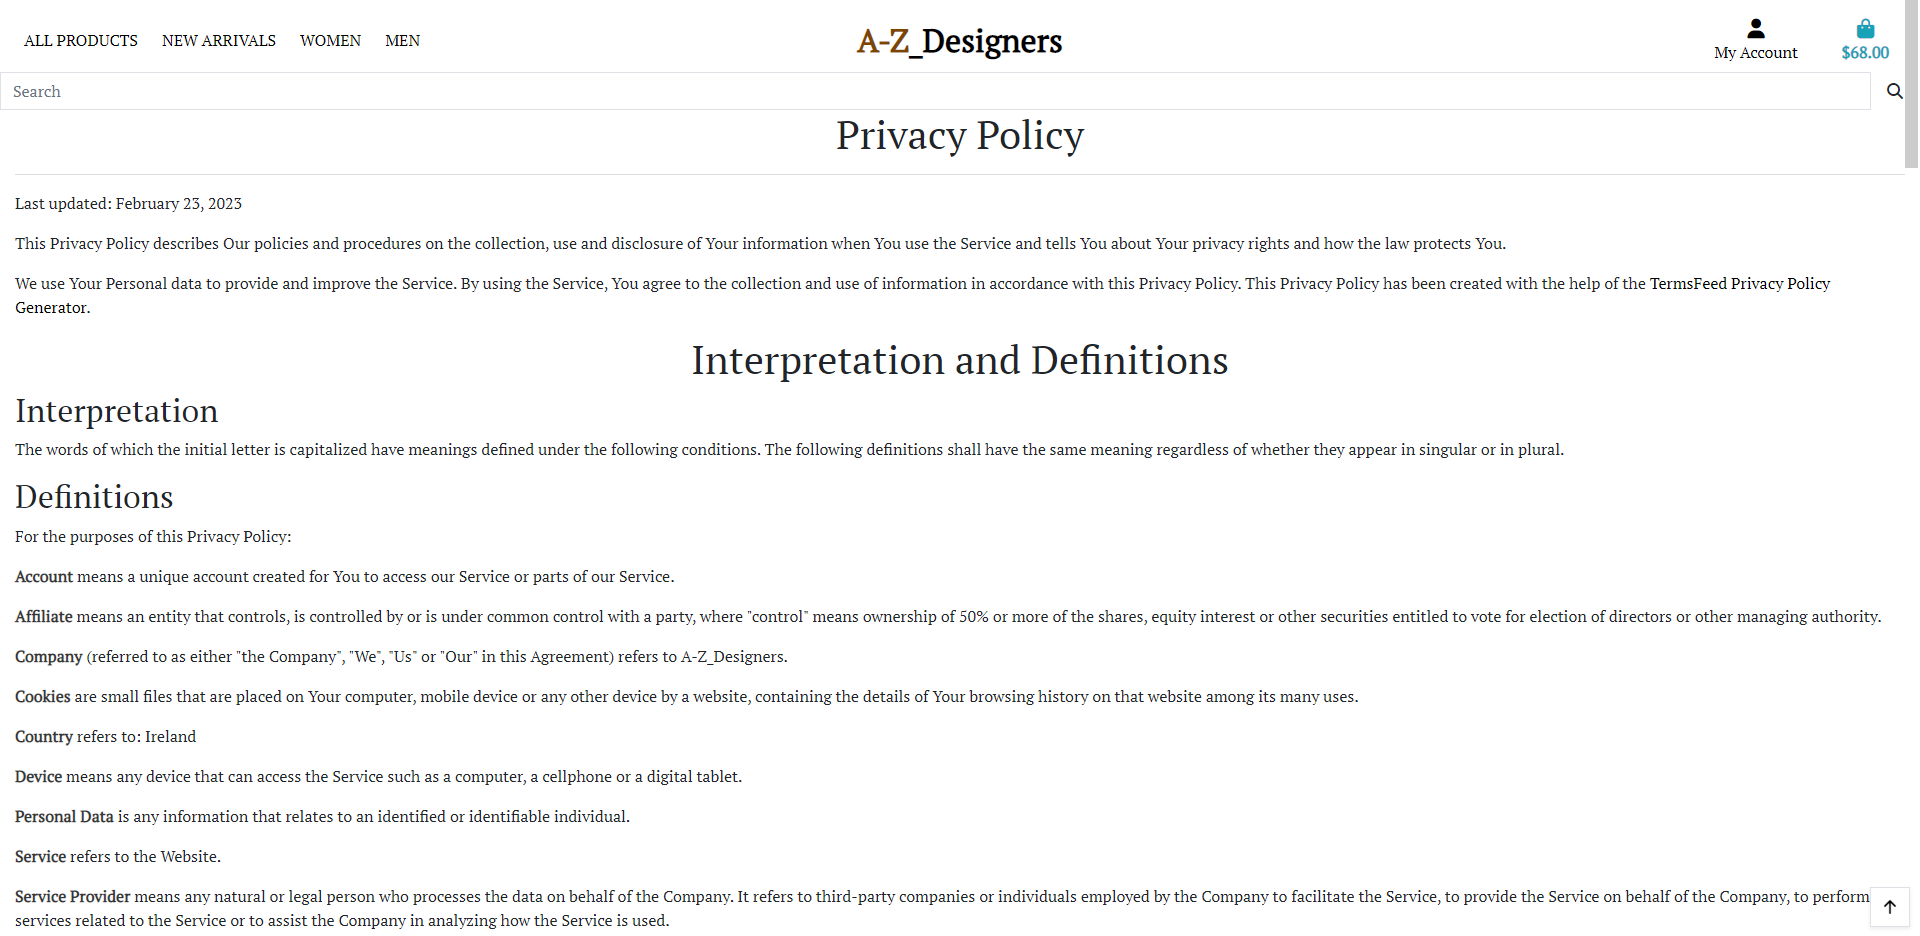 ALL PRODUCTS NEW ARRIVALS WOMEN MEN
A-Z_Designers
My Account
$68.00
Search
Privacy Policy
Last updated: February 23, 2023
This Privacy Policy describes Our policies and procedures on the collection, use and disclosure of Your information when You use the Service and tells You about Your privacy rights and how the law protects You.
We use Your Personal data to provide and improve the Service. By using the Service, You agree to the collection and use of information in accordance with this Privacy Policy. This Privacy Policy has been created with the help of the TermsFeed Privacy Policy
Generator.
Interpretation and Definitions
Interpretation
The words of which the initial letter is capitalized have meanings defined under the following conditions. The following definitions shall have the same meaning regardless of whether they appear in singular or in plural.
Definitions
For the purposes of this Privacy Policy:
Account means a unique account created for You to access our Service or parts of our Service.
Affiliate means an entity that controls, is controlled by or is under common control with a party, where "control" means ownership of 50% or more of the shares, equity interest or other securities entitled to vote for election of directors or other managing authority.
Company (referred to as either "the Company", "We", "Us" or "Our" in this Agreement) refers to A-Z_Designers.
Cookies are small files that are placed on Your computer, mobile device or any other device by a website, containing the details of Your browsing history on that website among its many uses.
Country refers to: Ireland
Device means any device that can access the Service such as a computer, a cellphone or a digital tablet.
Personal Data is any information that relates to an identified or identifiable individual.
Service refers to the Website.
Service Provider means any natural or legal person who processes the data on behalf of the Company. It refers to third-party companies or individuals employed by the Company to facilitate the Service, to provide the Service on behalf of the Company, to perform
services related to the Service or to assist the Company in analyzing how the Service is used.